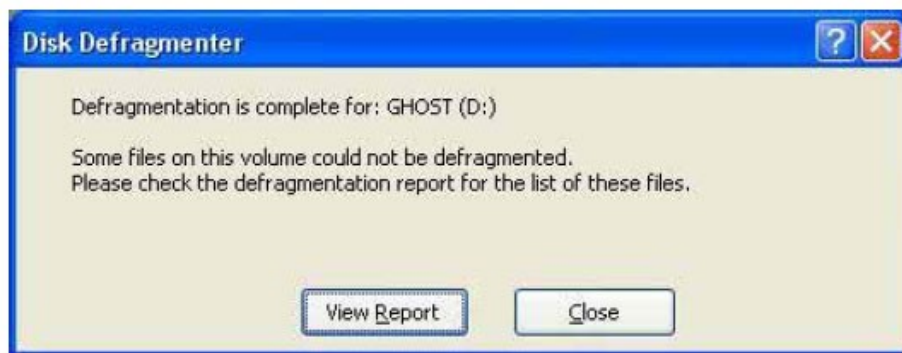 Disk Defragmenter
Defragmentation is complete for: GHOST (D:)
Some files on this volume could not be defragmented.
Please check the defragmentation report for the list of these files.
View Report
Close